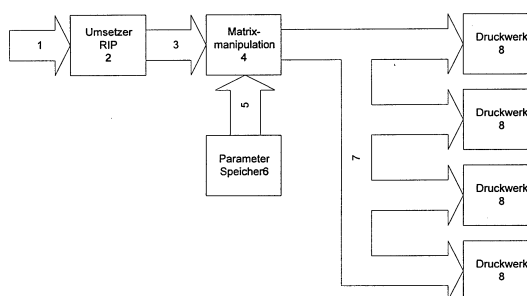 1
Umsetzer
RIP
2
3
Matrix-
manipulation
4
5
Parameter
Speicher6
7
Druckwerk
8
Druckwerk
8
Druckwerk
8
Druckwerk
8